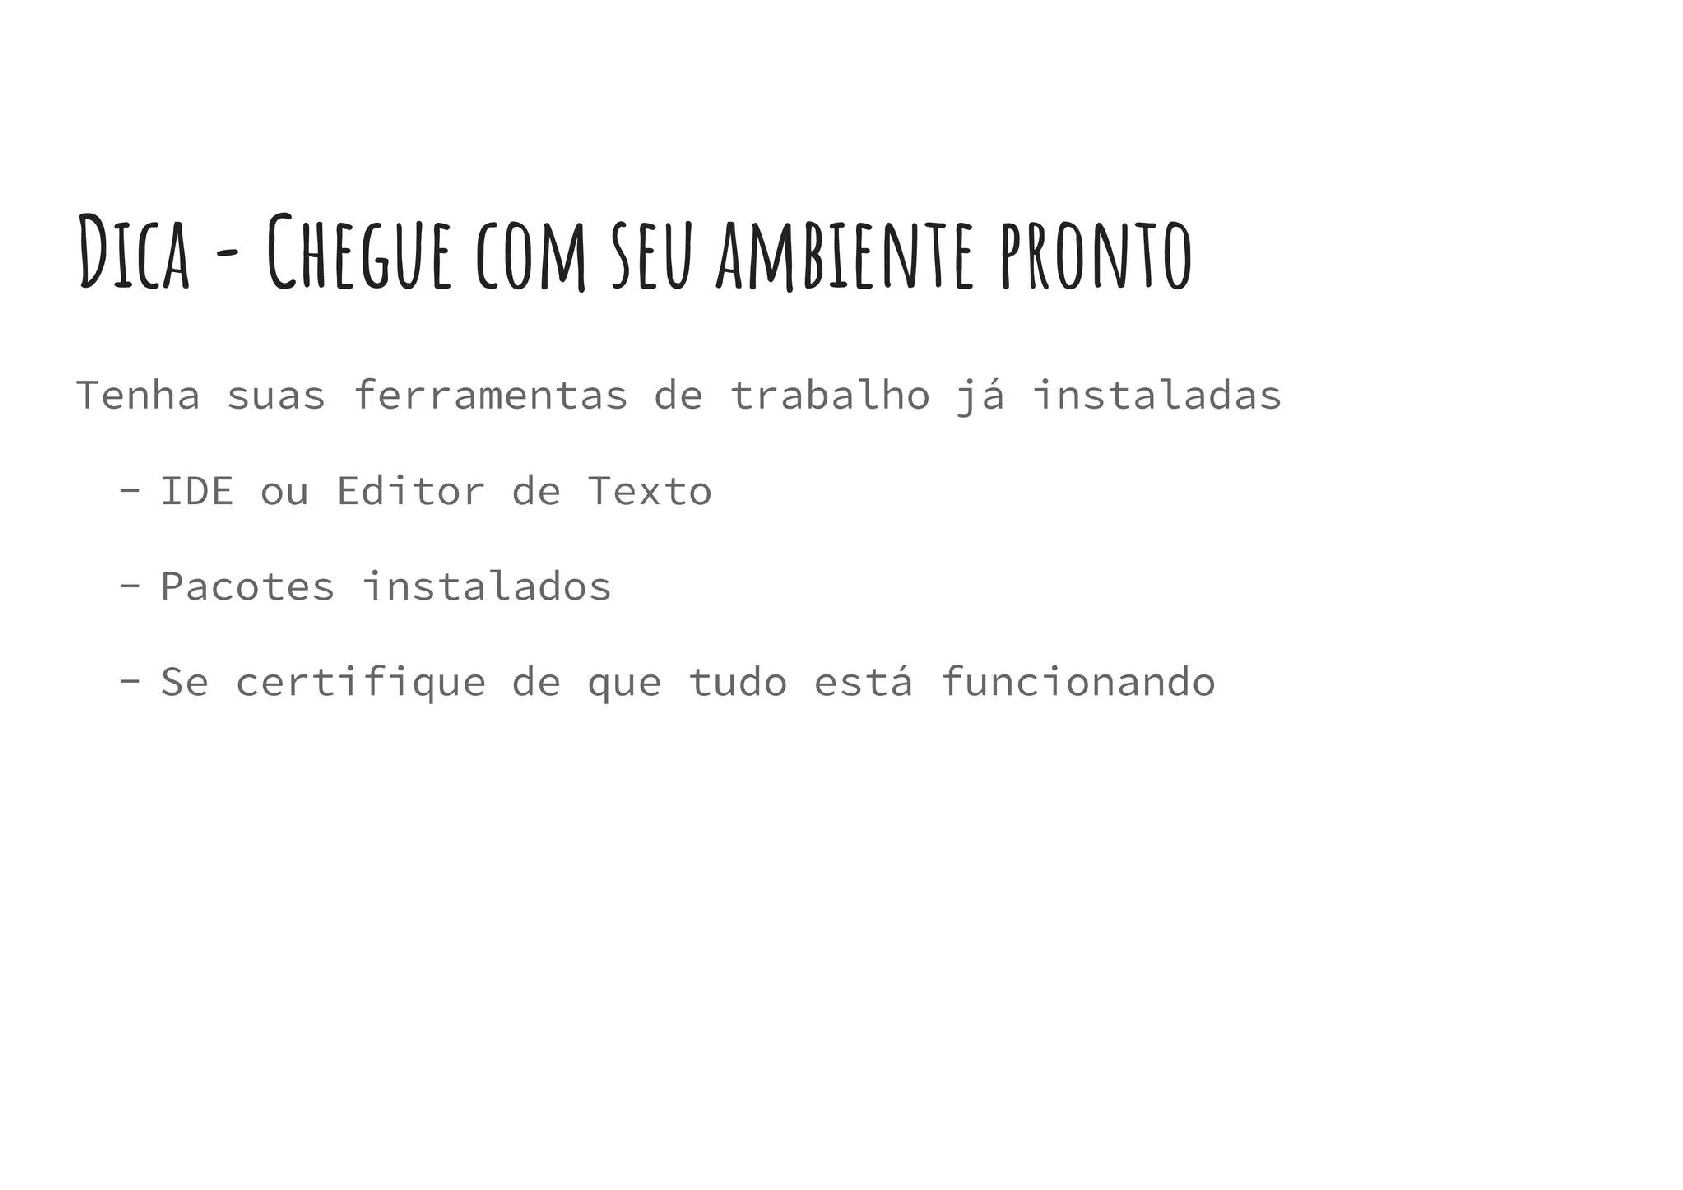 Dica - Chegue com seu ambiente pronto
Tenha suas ferramentas de trabalho já instaladas
– IDE ou Editor de Texto
– Pacotes instalados
– Se certifique de que tudo está funcionando